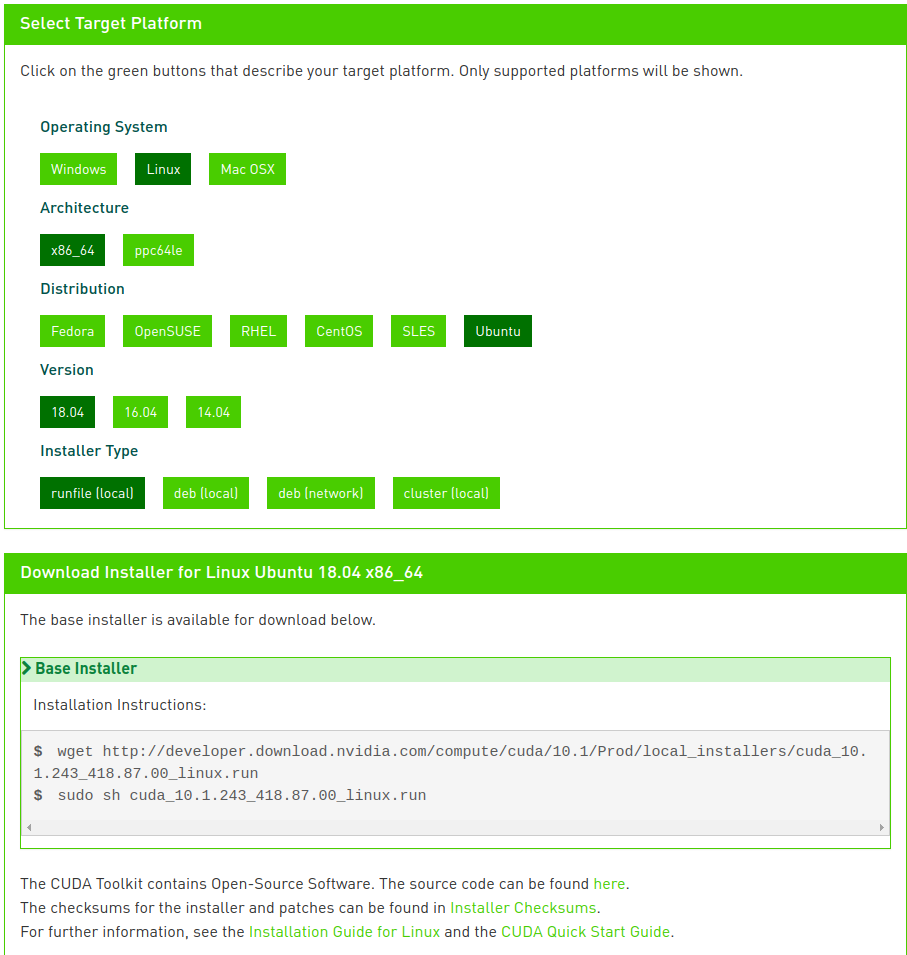 Select Target Platform
Click on the green buttons that describe your target platform. Only supported platforms will be shown.
Operating System
Windows Linux Mac OSX
Architecture
x86_64 ppc64le
Distribution
Fedora OpenSUSE RHEL CentOS SLES Ubuntu
Version
18.04 16.04 14.04
Installer Type
runfile (local) deb (local) deb (network) cluster (local)
Download Installer for Linux Ubuntu 18.04 x86_64
The base installer is available for download below.
Base Installer
Installation Instructions:
$ wget http://developer.download.nvidia.com/compute/cuda/10.1/Prod/local_installers/cuda_10.
1.243_418.87.00_linux.run
$ sudo sh cuda_10.1.243_418.87.00_linux.run
The CUDA Toolkit contains Open-Source Software. The source code can be found here.
The checksums for the installer and patches can be found in Installer Checksums.
For further information, see the Installation Guide for Linux and the CUDA Quick Start Guide.